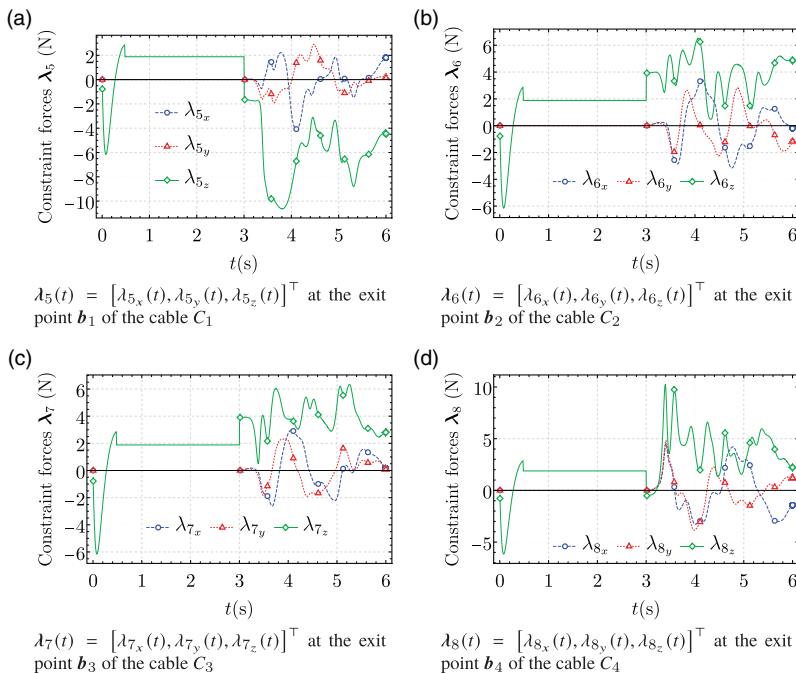 (a)
Constraint forces λ5 (N)
2
0
−2
−4
−6
−8
−10
λ5x
λ5y
λ5z
0 1 2 3 4 5 6
t(s)
λ5(t) = [λ5x(t), λ5y(t), λ5z(t)]⊤ at the exit
point b1 of the cable C1
(b)
Constraint forces λ6 (N)
6
4
2
0
−2
−4
−6
λ6x λ6y λ6z
0 1 2 3 4 5 6
t(s)
λ6(t) = [λ6x(t), λ6y(t), λ6z(t)]⊤ at the exit
point b2 of the cable C2
(c)
Constraint forces λ7 (N)
6
4
2
0
−2
−4
−6
λ7x λ7y λ7z
0 1 2 3 4 5 6
t(s)
λ7(t) = [λ7x(t), λ7y(t), λ7z(t)]⊤ at the exit
point b3 of the cable C3
(d)
Constraint forces λ8 (N)
10
5
0
−5
λ8x λ8y λ8z
0 1 2 3 4 5 6
t(s)
λ8(t) = [λ8x(t), λ8y(t), λ8z(t)]⊤ at the exit
point b4 of the cable C4